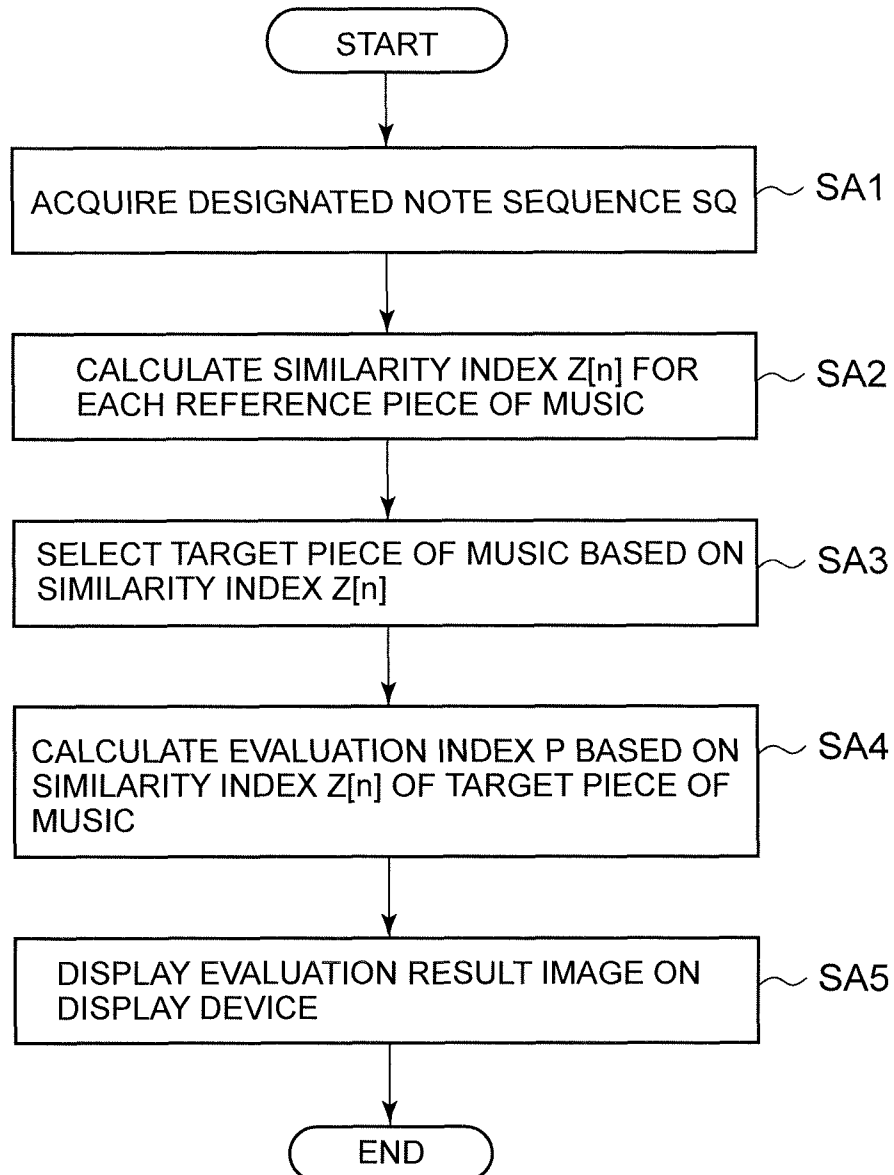 START
ACQUIRE DESIGNATED NOTE SEQUENCE SQ
SA1
CALCULATE SIMILARITY INDEX Z[n] FOR
EACH REFERENCE PIECE OF MUSIC
SA2
SELECT TARGET PIECE OF MUSIC BASED ON
SIMILARITY INDEX Z[n]
SA3
CALCULATE EVALUATION INDEX P BASED ON
SIMILARITY INDEX Z[n] OF TARGET PIECE OF
MUSIC
SA4
DISPLAY EVALUATION RESULT IMAGE ON
DISPLAY DEVICE
SA5
END